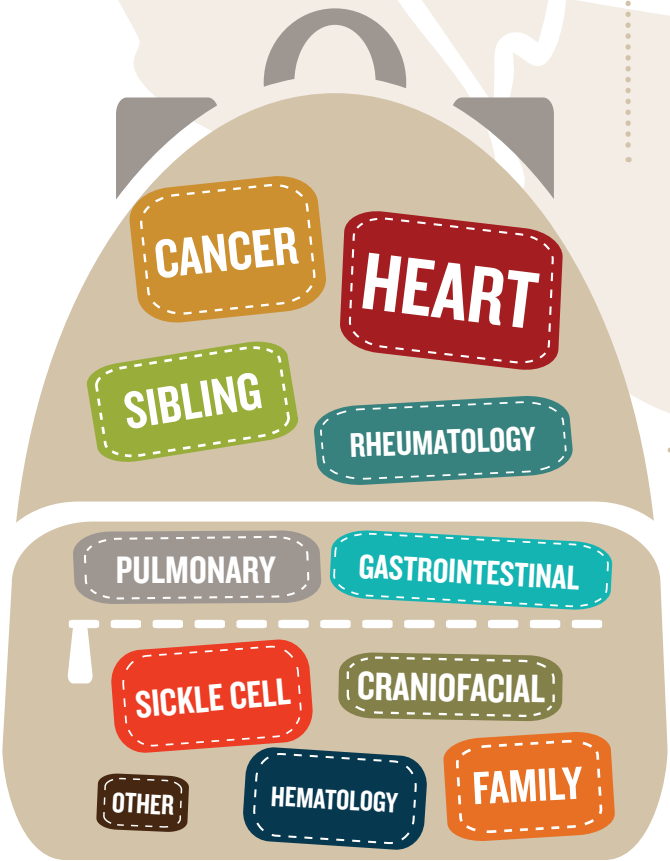 CANCER
HEART
SIBLING
RHEUMATOLOGY
PULMONARY
GASTROINTESTINAL
SICKLE CELL
CRANIOFACIAL
FAMILY
OTHER
HEMATOLOGY